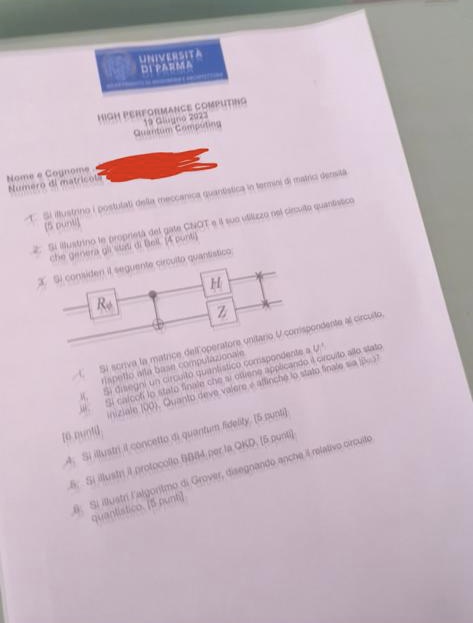 UNIVERSITÀ
DI PARMA
DIPARTIMENTO DI INGEGNERIA E ARCHITETTURA
HIGH PERFORMANCE COMPUTING
19 Giugno 2023
Quantum Computing
Nome e Cognome
Numero di matricola
1. Si illustrino i postulati della meccanica quantistica in termini di matrici densità.
[5 punti]
2. Si illustrino le proprietà del gate CNOT e il suo utilizzo nel circuito quantistico
che genera gli stati di Bell. [4 punti]
3. Si consideri il seguente circuito quantistico:
Rϕ
H
Z
i. Si scriva la matrice dell'operatore unitario U corrispondente al circuito,
rispetto alla base computazionale.
ii. Si disegni un circuito quantistico corrispondente a U⁻¹.
iii. Si calcoli lo stato finale che si ottiene applicando il circuito allo stato
iniziale |00⟩. Quanto deve valere affinché lo stato finale sia
[6 punti]
4. Si illustri il concetto di quantum fidelity. [5 punti]
5. Si illustri il protocollo BB84 per la QKD. [5 punti]
6. Si illustri l'algoritmo di Grover, disegnando anche il relativo circuito
quantistico. [5 punti]